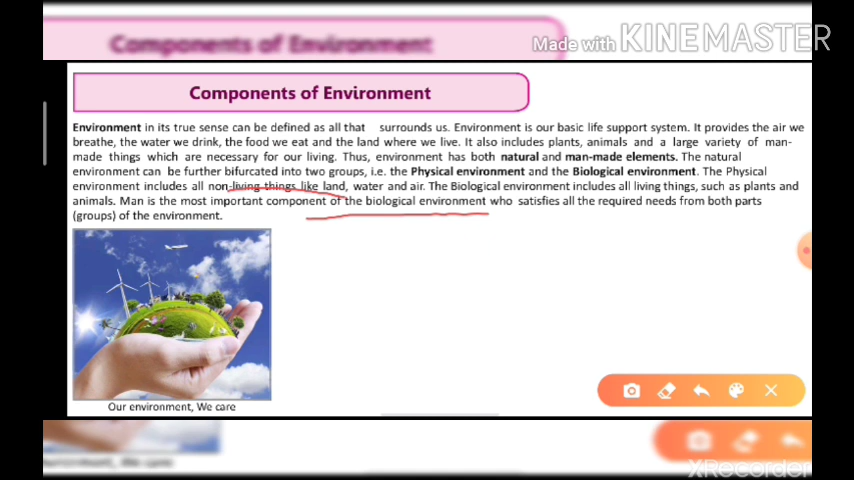 Components of Environment
Made with KINEMASTER
Components of Environment
Environment in its true sense can be defined as all that surrounds us. Environment is our basic life support system. It provides the air we
breathe, the water we drink, the food we eat and the land where we live. It also includes plants, animals and a large variety of man-
made things which are necessary for our living. Thus, environment has both natural and man-made elements. The natural
environment can be further bifurcated into two groups, i.e. the Physical environment and the Biological environment. The Physical
environment includes all non-living things like land, water and air. The Biological environment includes all living things, such as plants and
animals. Man is the most important component of the biological environment who satisfies all the required needs from both parts
(groups) of the environment.
Our environment, We care
XRecorder